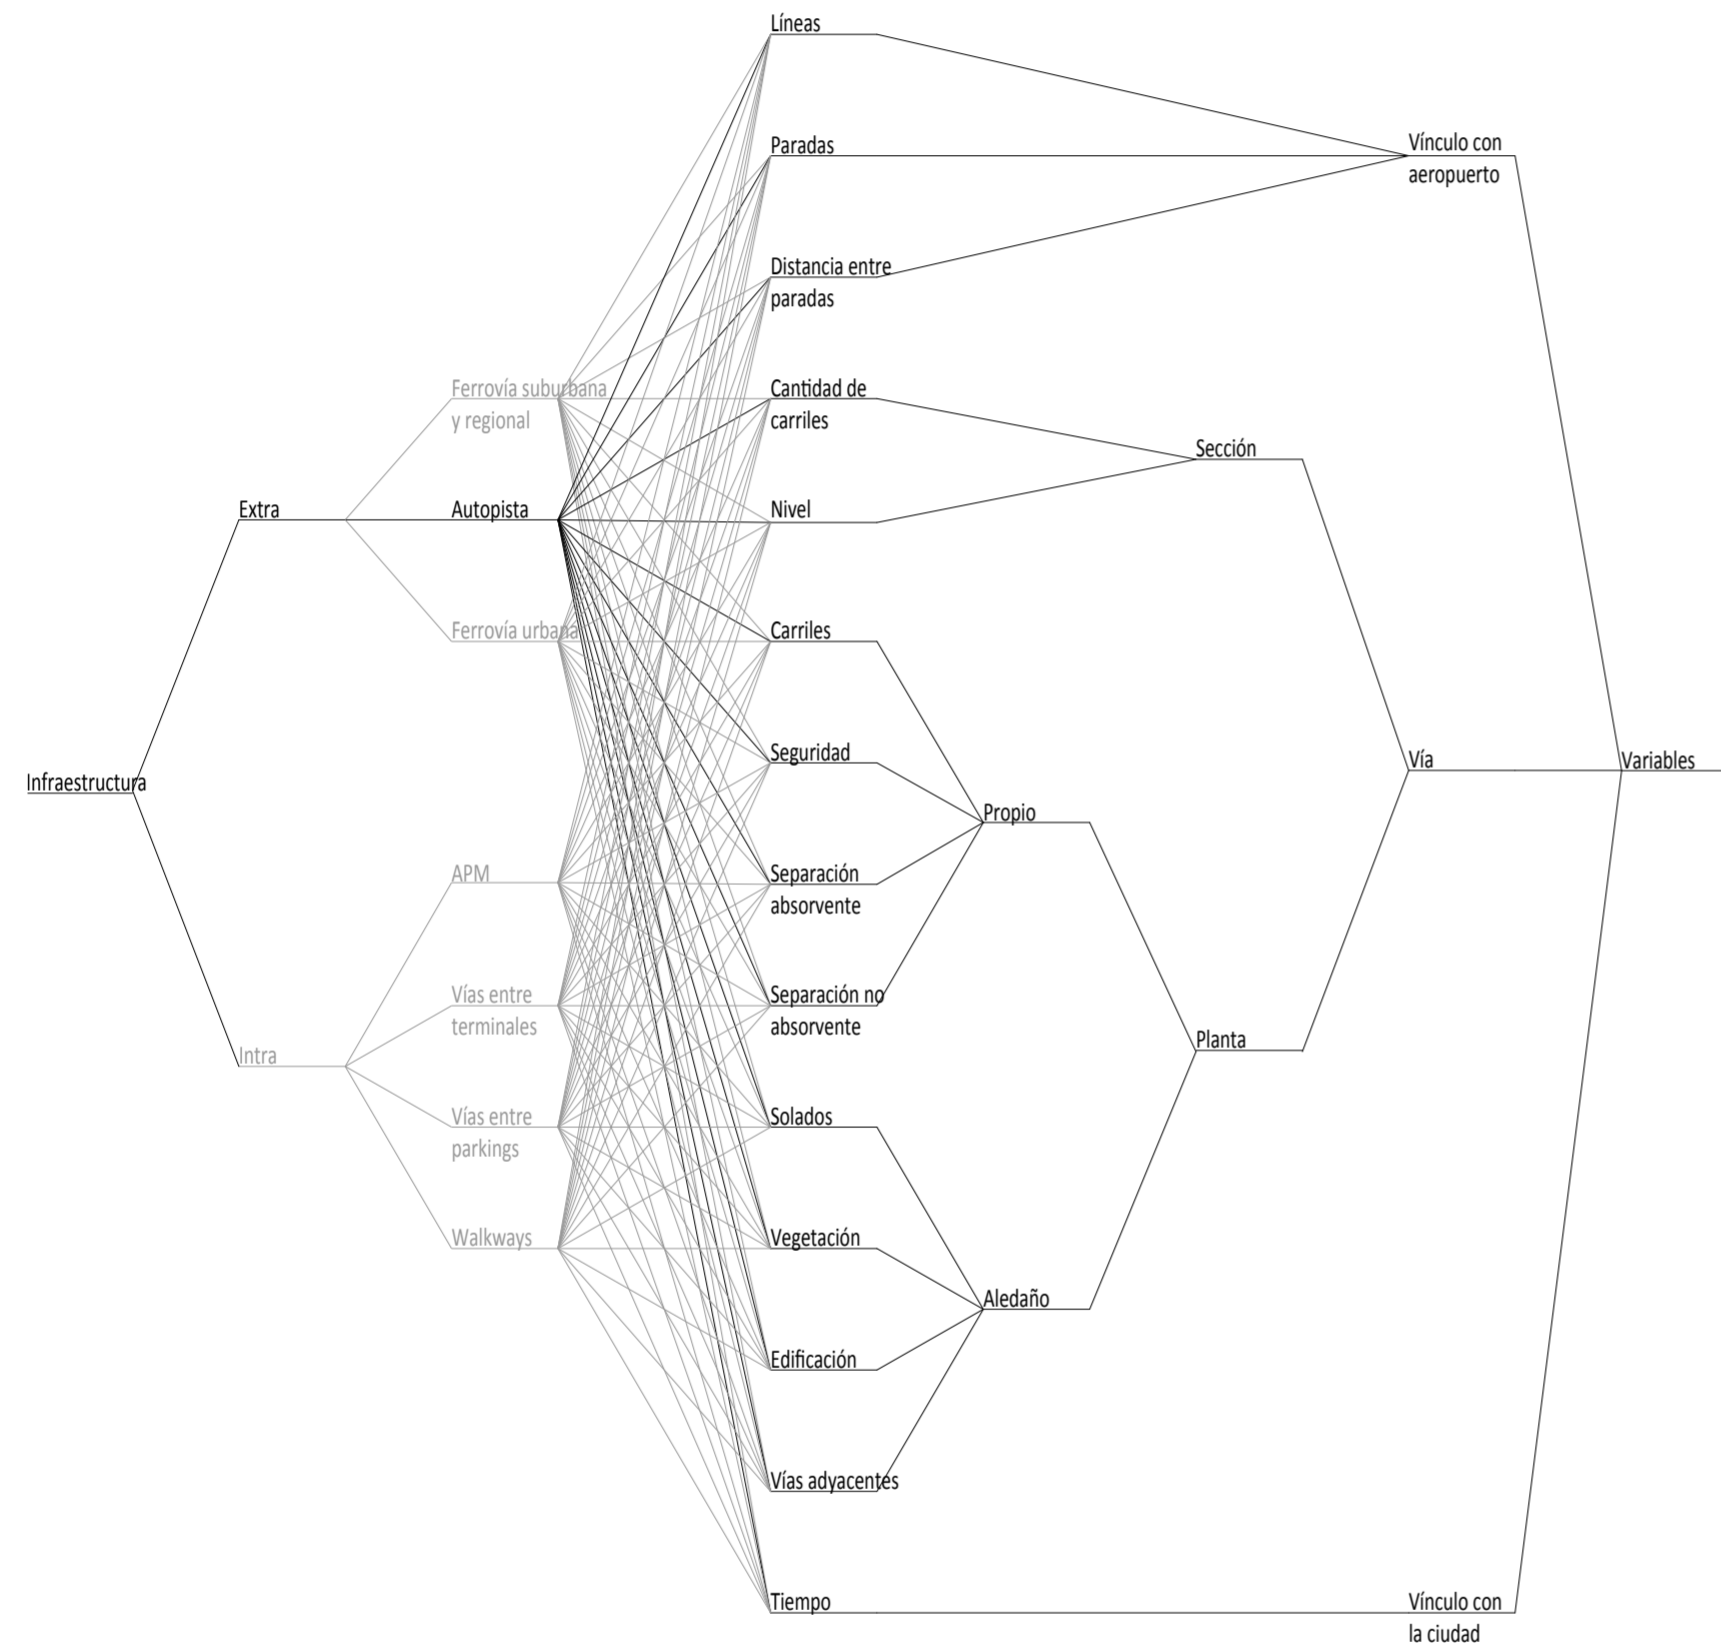 Líneas
Paradas
Vínculo con
aeropuerto
Distancia entre
paradas
Ferrovía suburbana
y regional
Cantidad de
carriles
Sección
Extra
Autopista
Nivel
Ferrovía urbana
Carriles
Infraestructura
Seguridad
Vía
Variables
Propio
APM
Separación
absorvente
Vías entre
terminales
Separación no
absorvente
Intra
Planta
Vías entre
parkings
Solados
Walkways
Vegetación
Aledaño
Edificación
Vías adyacentes
Tiempo
Vínculo con
la ciudad